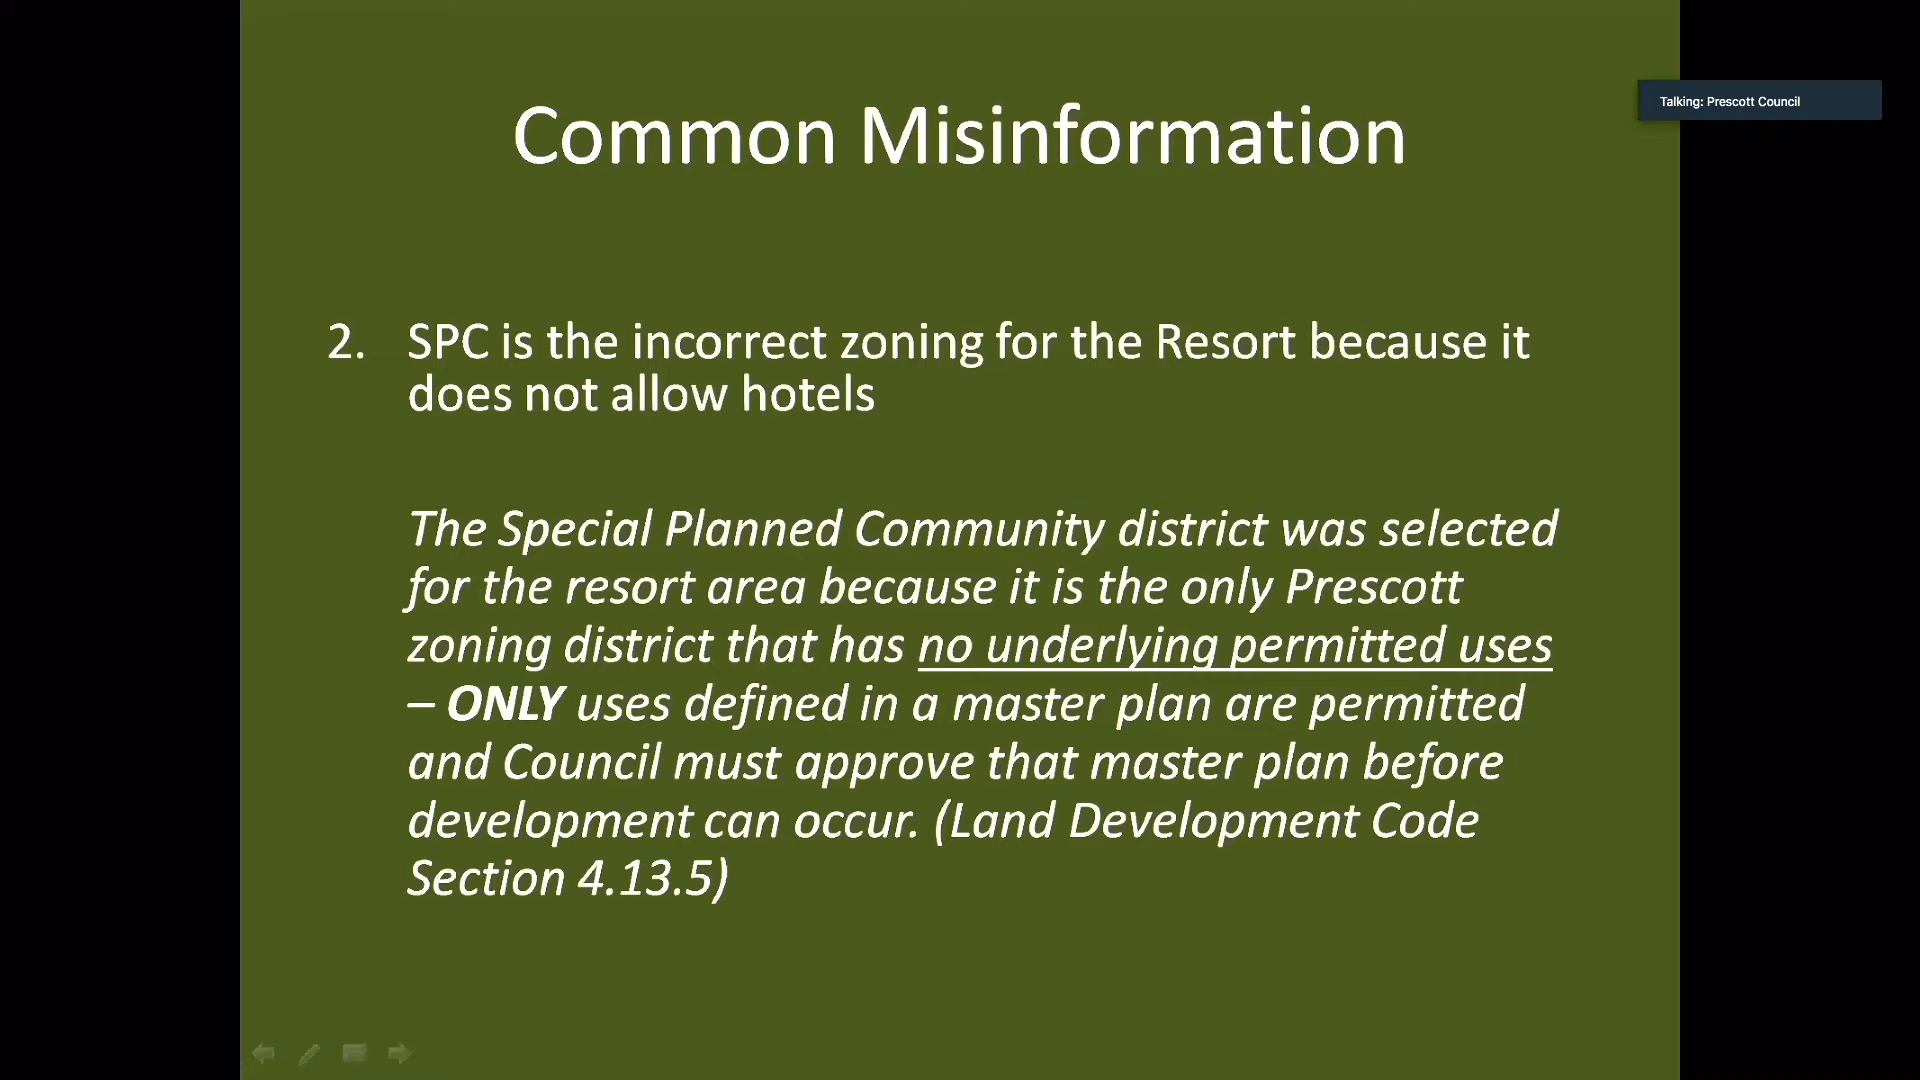 Common Misinformation
Talking: Prescott Council
2. SPC is the incorrect zoning for the Resort because it
does not allow hotels
The Special Planned Community district was selected
for the resort area because it is the only Prescott
zoning district that has no underlying permitted uses
– ONLY uses defined in a master plan are permitted
and Council must approve that master plan before
development can occur. (Land Development Code
Section 4.13.5)